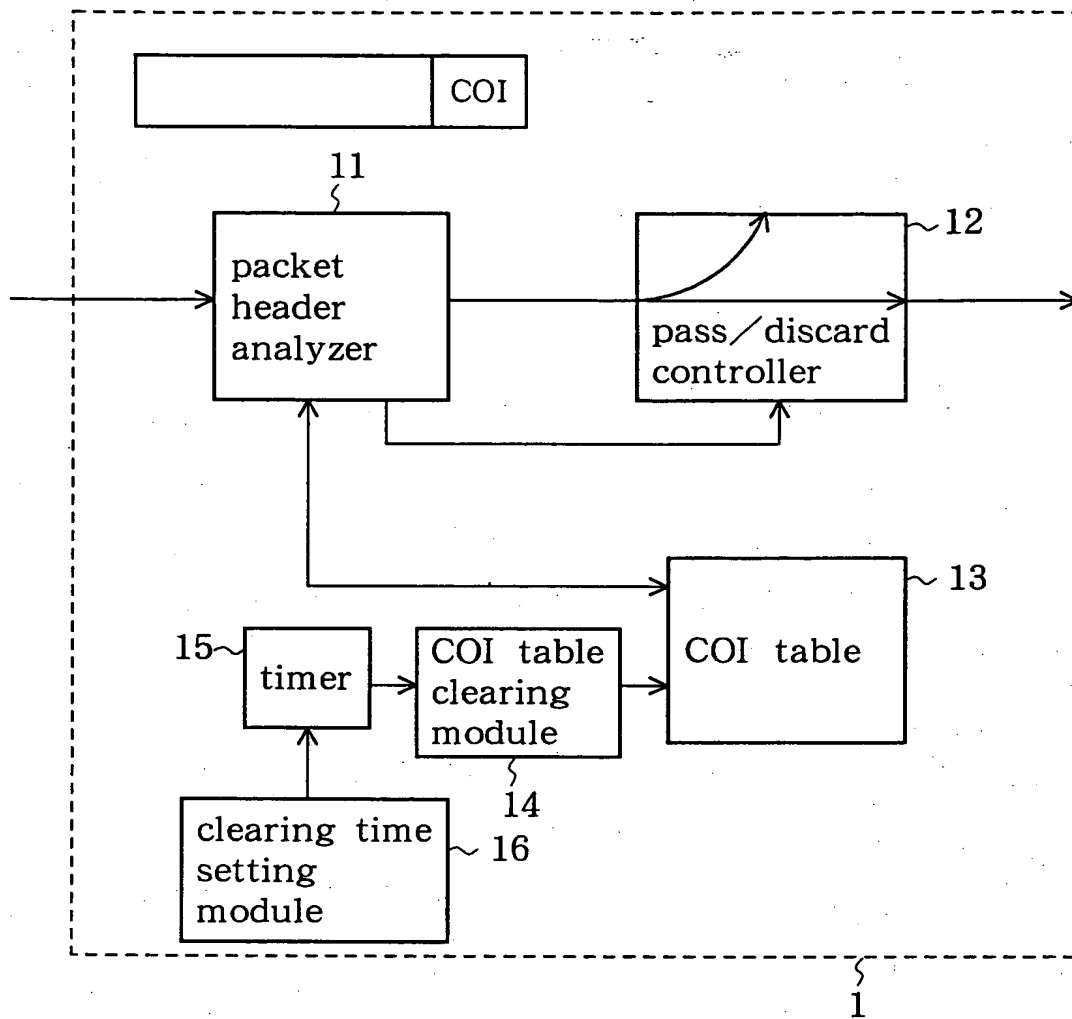 COI
11
packet
header
analyzer
12
pass／discard
controller
13
COI table
15
timer
COI table
clearing
module
14
clearing time
setting
module
16
1